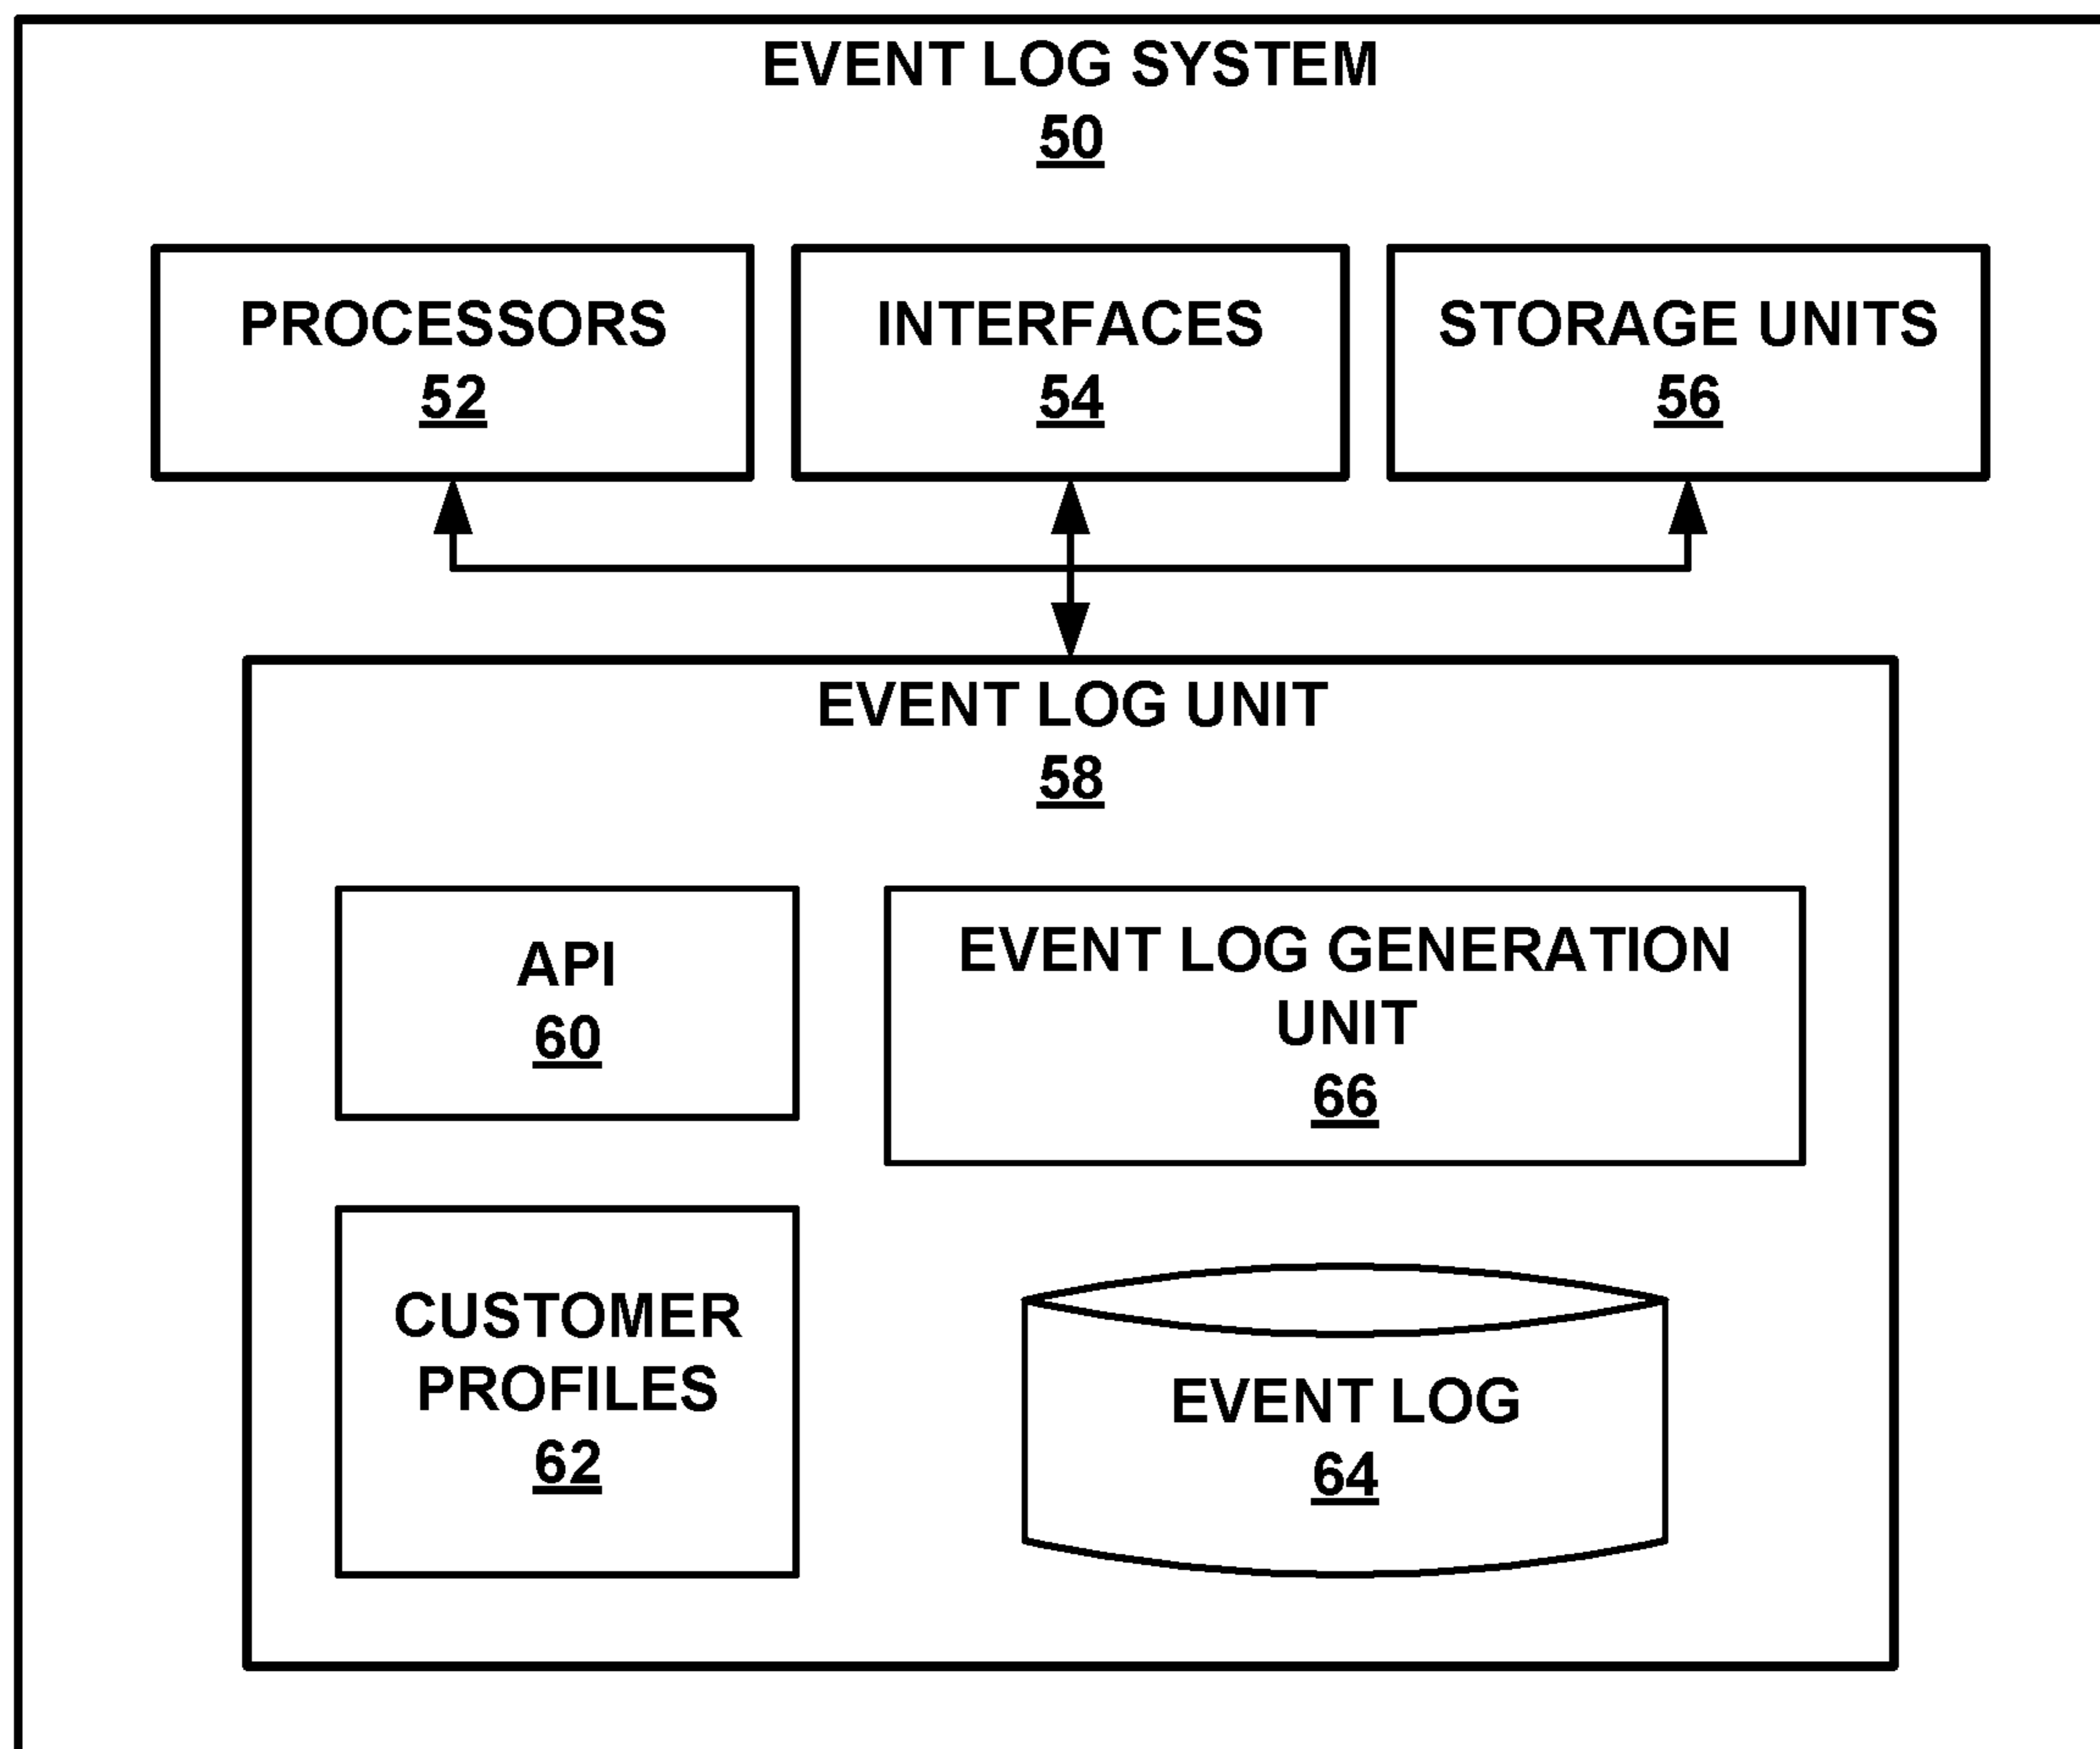 EVENT LOG SYSTEM
50
PROCESSORS
52
INTERFACES
54
STORAGE UNITS
56
EVENT LOG UNIT
58
API
60
EVENT LOG GENERATION
UNIT
66
CUSTOMER
PROFILES
62
EVENT LOG
64